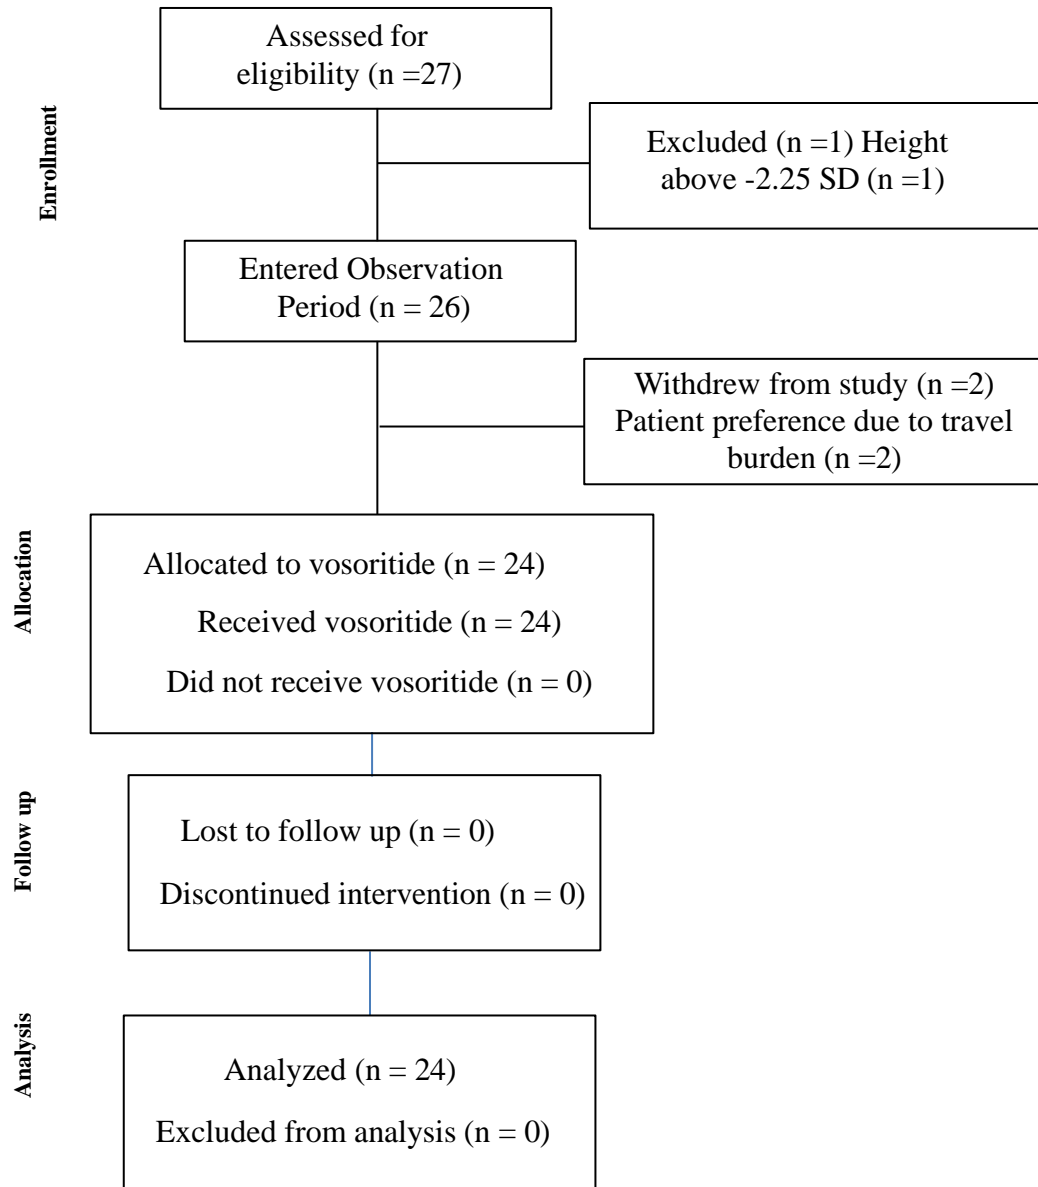 Assessed for
eligibility (n =27)
Enrollment
Excluded (n =1) Height
above -2.25 SD (n =1)
Entered Observation
Period (n = 26)
Withdrew from study (n =2)
Patient preference due to travel
burden (n =2)
Allocation
Allocated to vosoritide (n = 24)
Received vosoritide (n = 24)
Did not receive vosoritide (n = 0)
Follow up
Lost to follow up (n = 0)
Discontinued intervention (n = 0)
Analysis
Analyzed (n = 24)
Excluded from analysis (n = 0)